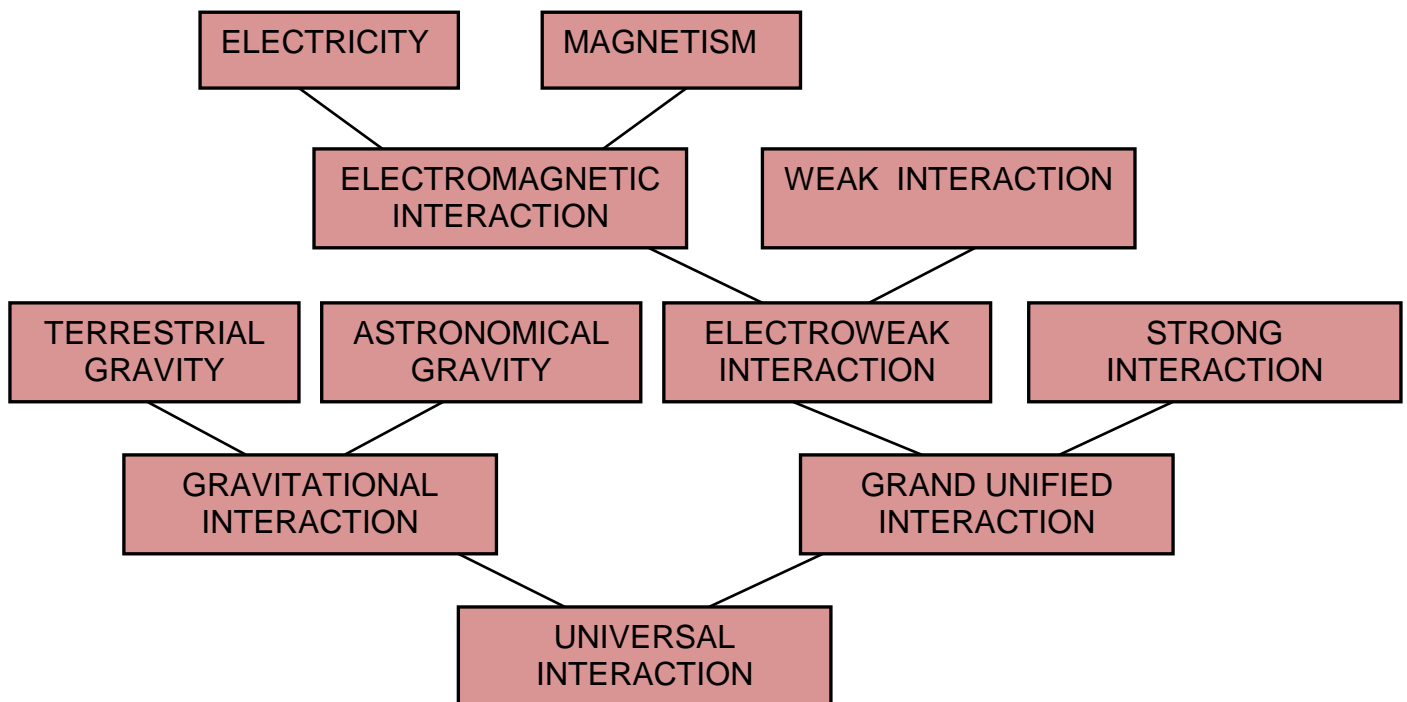 ELECTRICITY
MAGNETISM
ELECTROMAGNETIC
INTERACTION
WEAK INTERACTION
TERRESTRIAL
GRAVITY
ASTRONOMICAL
GRAVITY
ELECTROWEAK
INTERACTION
STRONG
INTERACTION
GRAVITATIONAL
INTERACTION
GRAND UNIFIED
INTERACTION
UNIVERSAL
INTERACTION